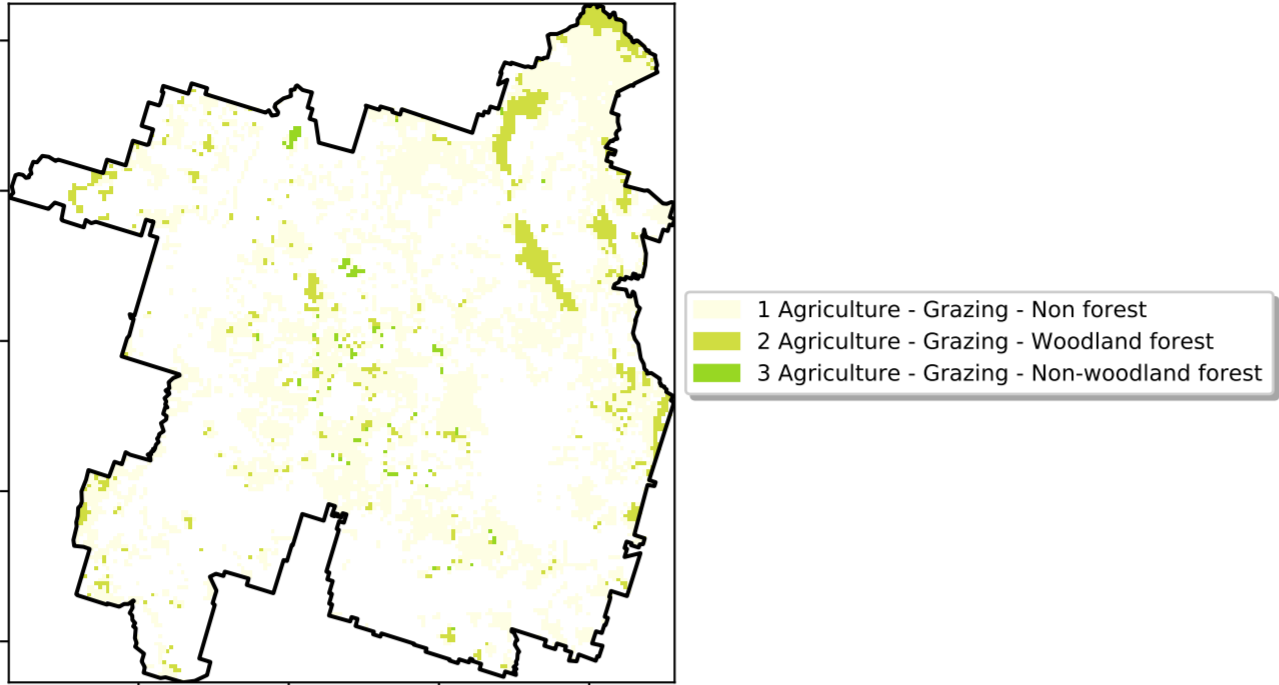 1 Agriculture - Grazing - Non forest
2 Agriculture - Grazing - Woodland forest
3 Agriculture - Grazing - Non-woodland forest